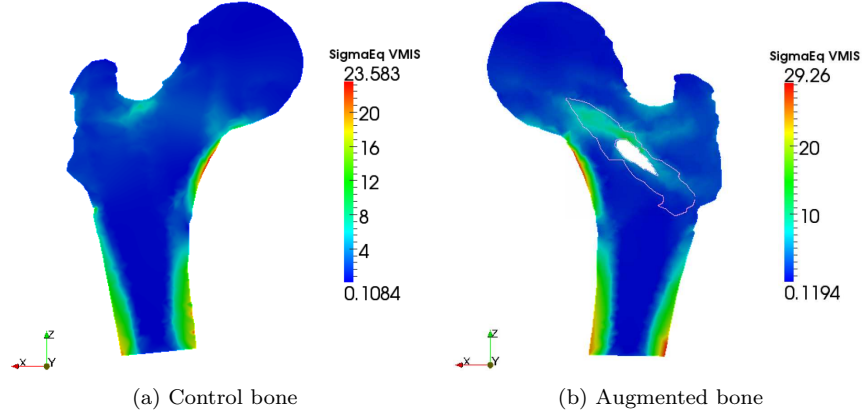 SigmaEq VMIS
23.583
20
16
12
8
4
0.1084
Z
X
Y
(a) Control bone
SigmaEq VMIS
29.26
20
10
0.1194
Z
X
Y
(b) Augmented bone